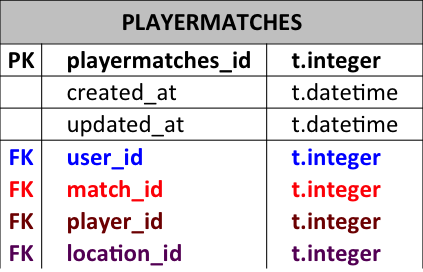 PLAYERMATCHES
PK playermatches_id t.integer
created_at t.datetime
updated_at t.datetime
FK user_id t.integer
FK match_id t.integer
FK player_id t.integer
FK location_id t.integer